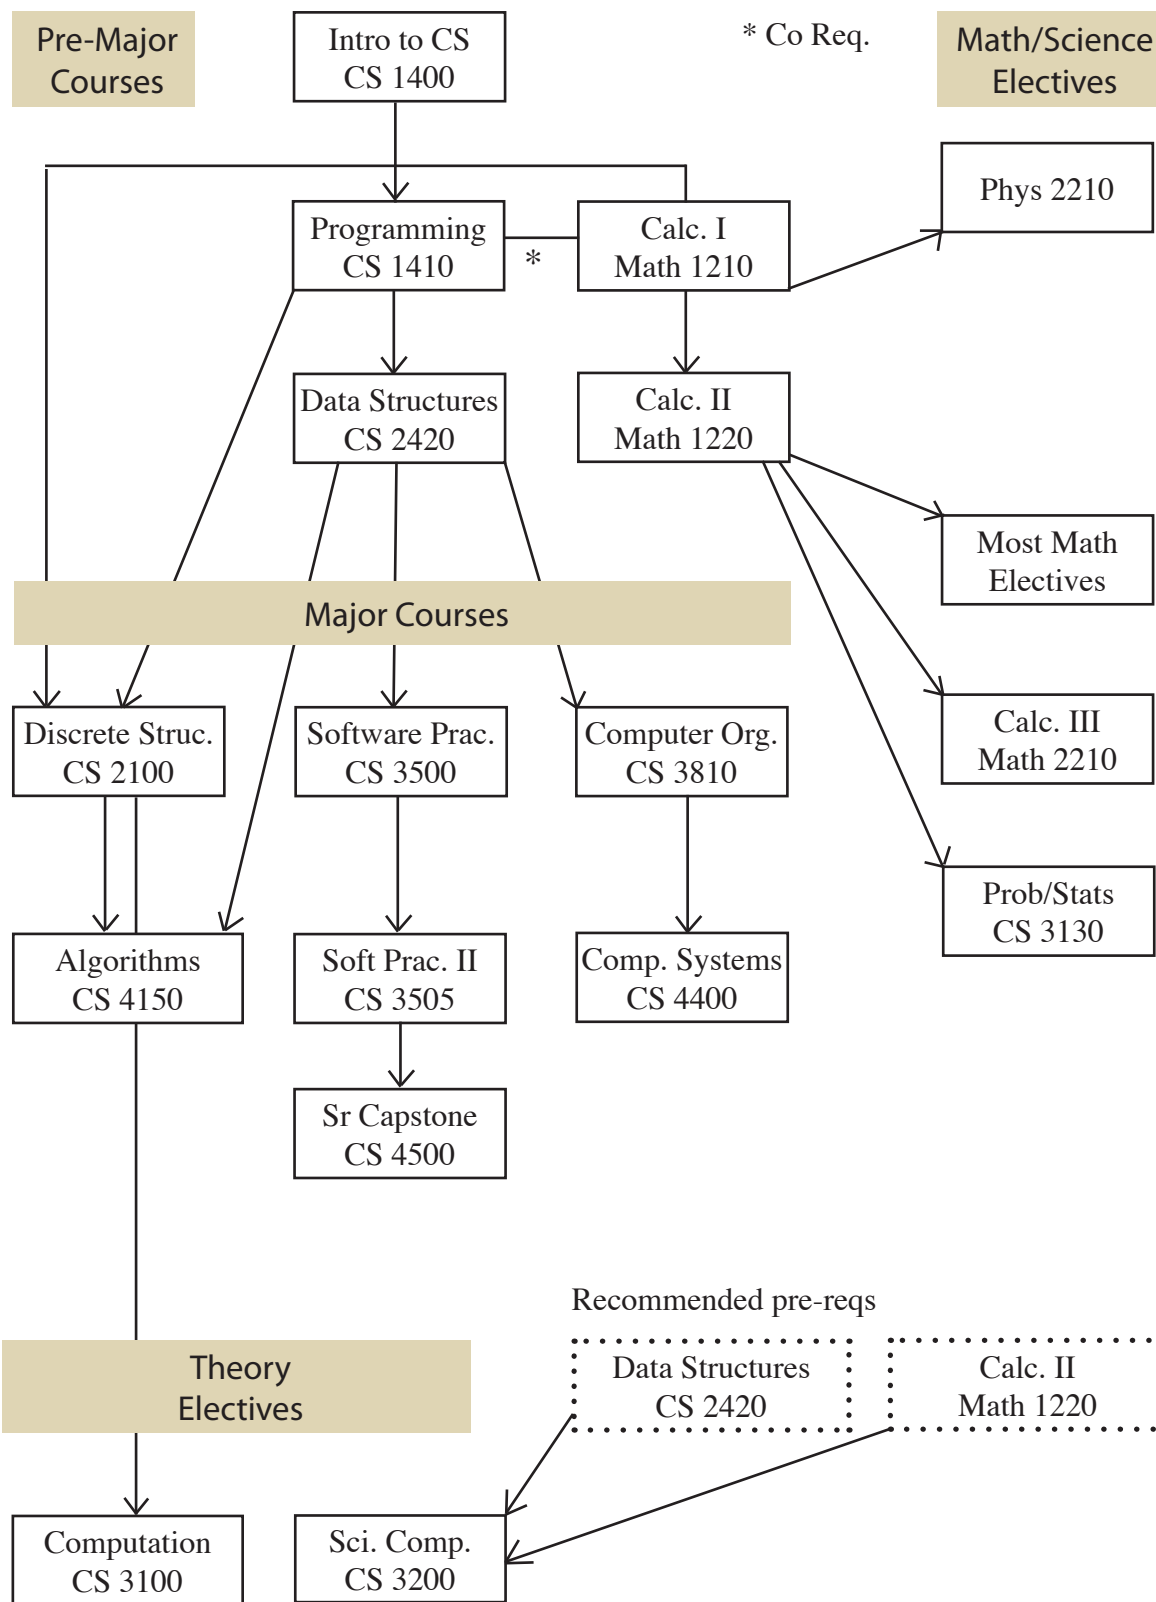 Pre-Major
Courses
Intro to CS
CS 1400
* Co Req.
Math/Science
Electives
Phys 2210
Programming
CS 1410
*
Calc. I
Math 1210
Data Structures
CS 2420
Calc. II
Math 1220
Most Math
Electives
Major Courses
Discrete Struc.
CS 2100
Software Prac.
CS 3500
Computer Org.
CS 3810
Calc. III
Math 2210
Prob/Stats
CS 3130
Algorithms
CS 4150
Soft Prac. II
CS 3505
Comp. Systems
CS 4400
Sr Capstone
CS 4500
Recommended pre-reqs
Theory
Electives
Data Structures
CS 2420
Calc. II
Math 1220
Computation
CS 3100
Sci. Comp.
CS 3200